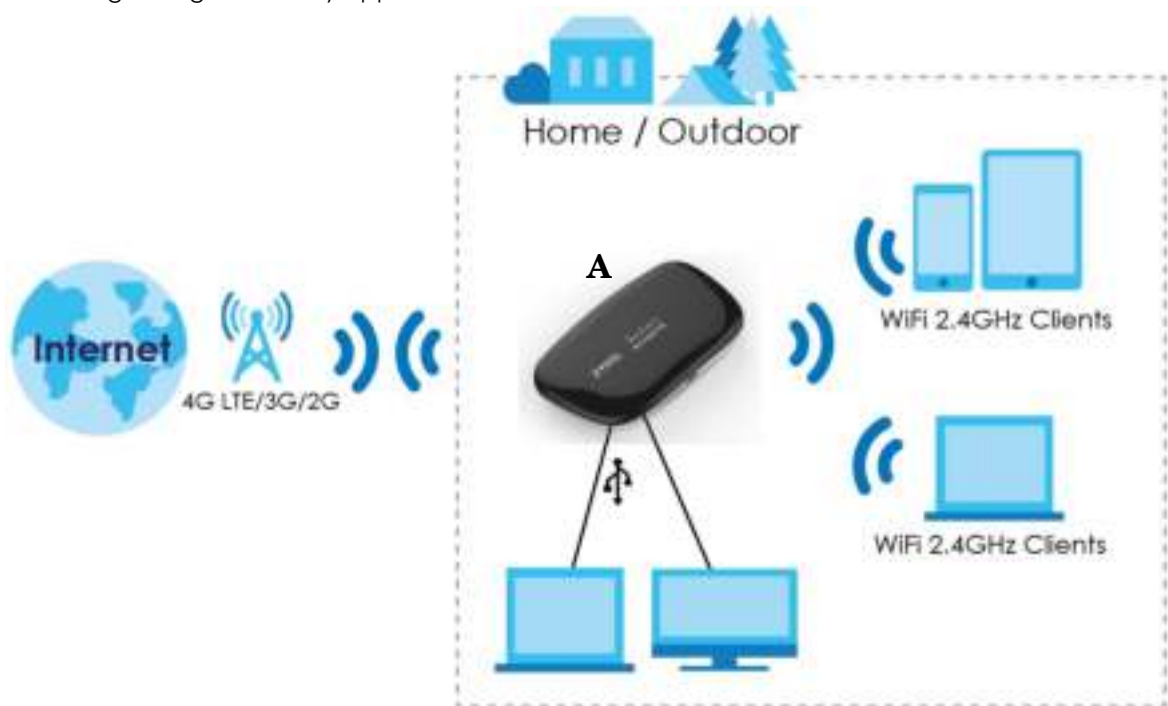 Home / Outdoor
A
Internet
4G LTE/3G/2G
WiFi 2.4GHz Clients
WiFi 2.4GHz Clients